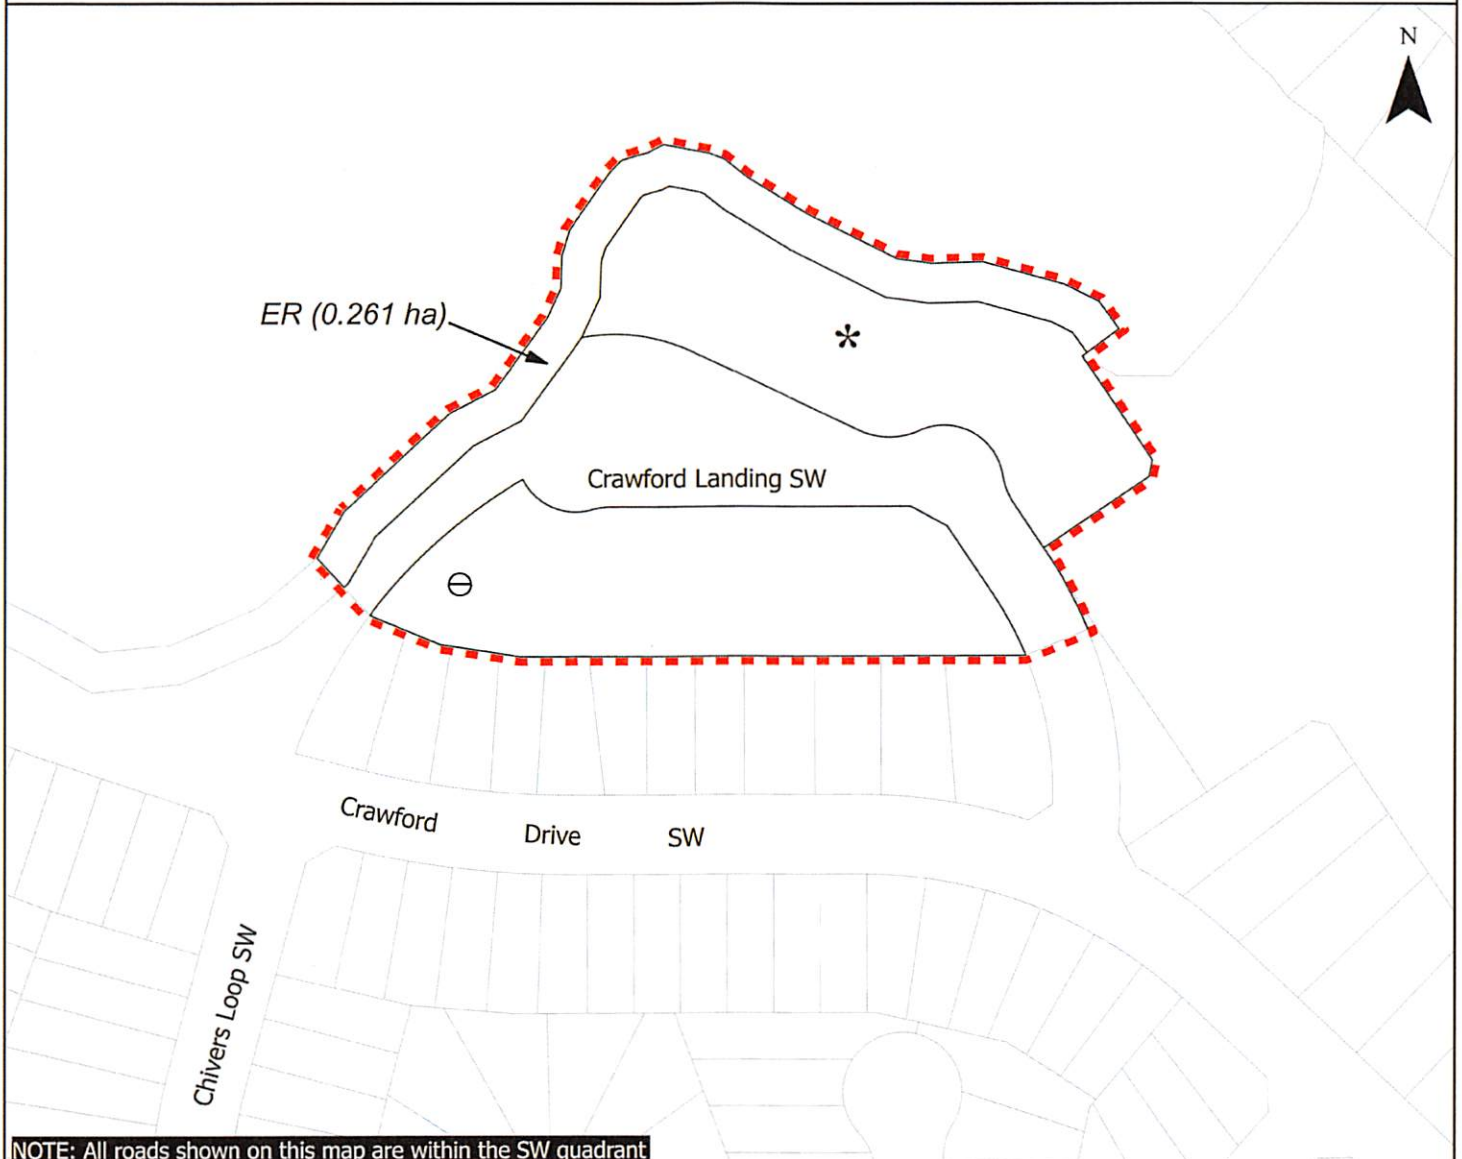 N
ER (0.261 ha)
*
Crawford Landing SW
Crawford Drive SW
Chivers Loop SW
NOTE: All roads shown on this map are within the SW quadrant